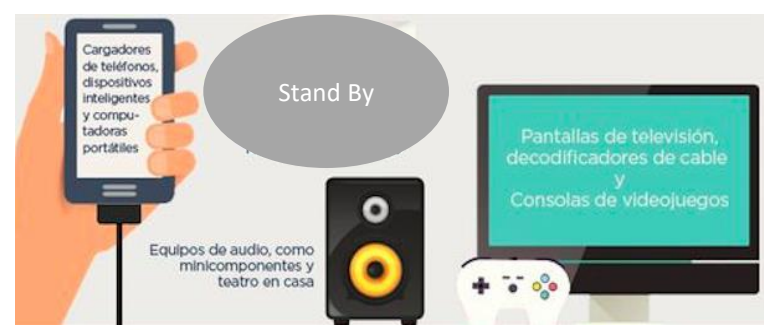 Cargadores
de teléfonos,
dispositivos
inteligentes
y compu-
tadoras
portátiles
Stand By
Pantallas de televisión,
decodificadores de cable
y
Consolas de videojuegos
Equipos de audio, como
minicomponentes y
teatro en casa